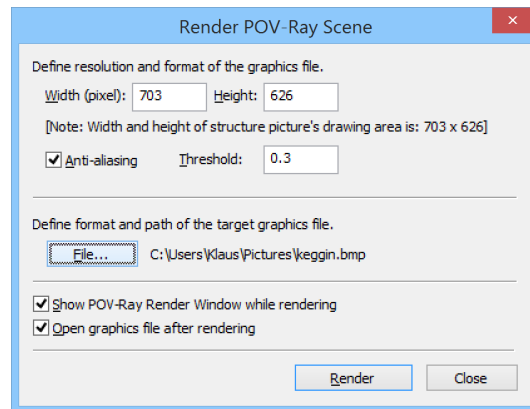 Render POV-Ray Scene
Define resolution and format of the graphics file.
Width (pixel): 703 Height: 626
[Note: Width and height of structure picture's drawing area is: 703 x 626]
Anti-aliasing Threshold: 0.3
Define format and path of the target graphics file.
File... C:\Users\Klaus\Pictures\keggin.bmp
Show POV-Ray Render Window while rendering
Open graphics file after rendering
Render Close